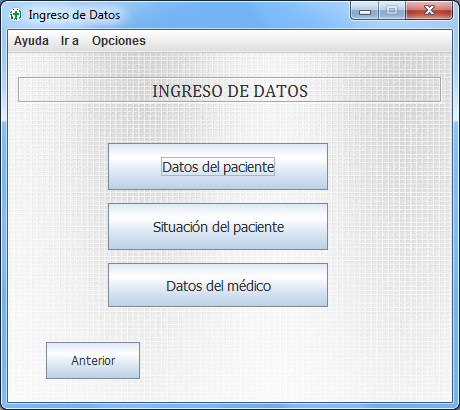 Ingreso de Datos
Ayuda Ir a Opciones
INGRESO DE DATOS
Datos del paciente
Situación del paciente
Datos del médico
Anterior